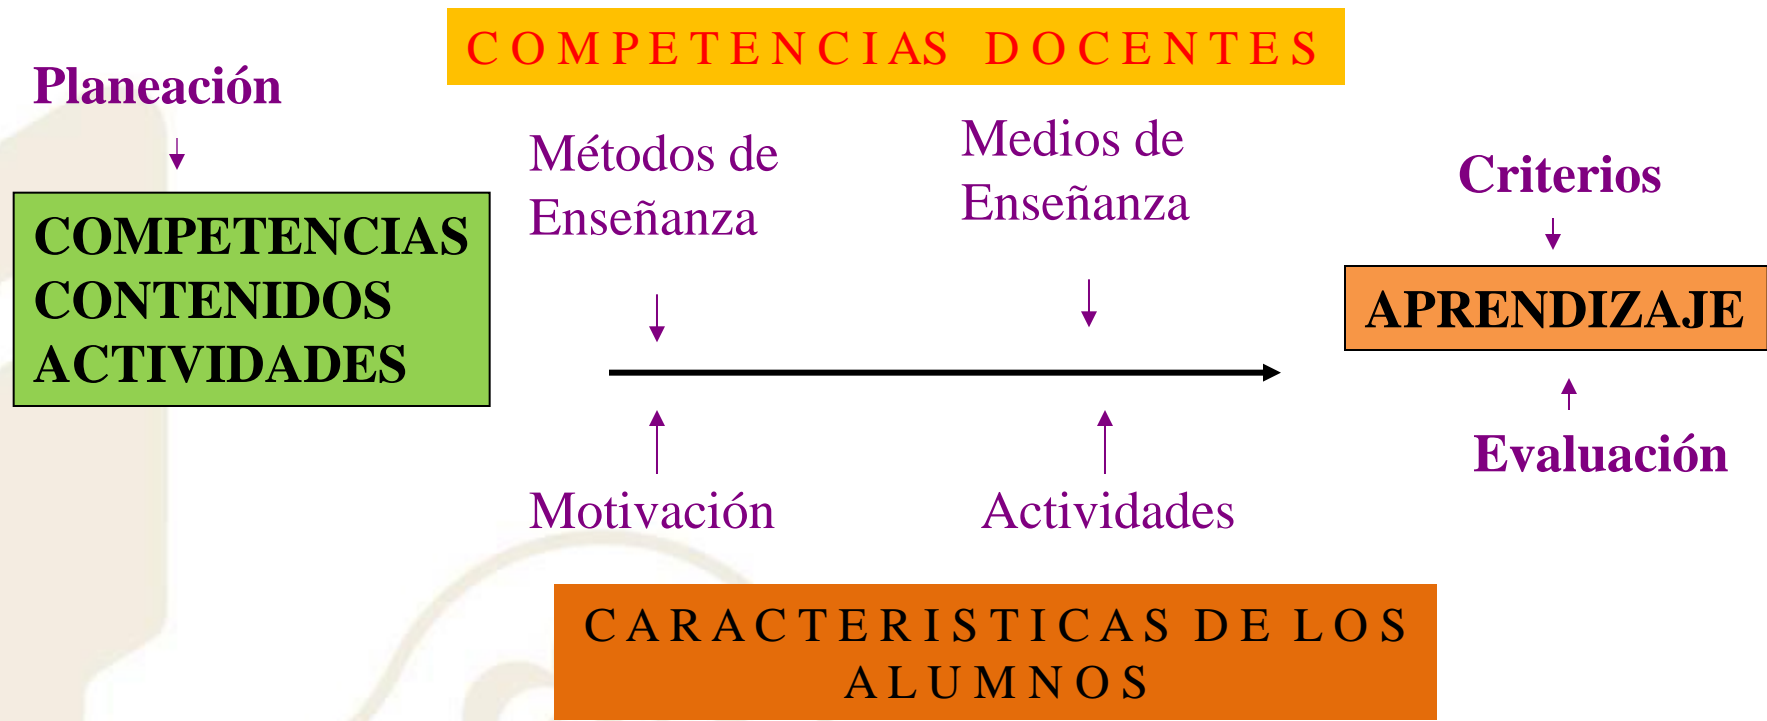 COMPETENCIAS DOCENTES
Planeación
Métodos de
Enseñanza
Medios de
Enseñanza
Criterios
COMPETENCIAS
CONTENIDOS
ACTIVIDADES
APRENDIZAJE
Evaluación
Motivación
Actividades
CARACTERISTICAS DE LOS
ALUMNOS